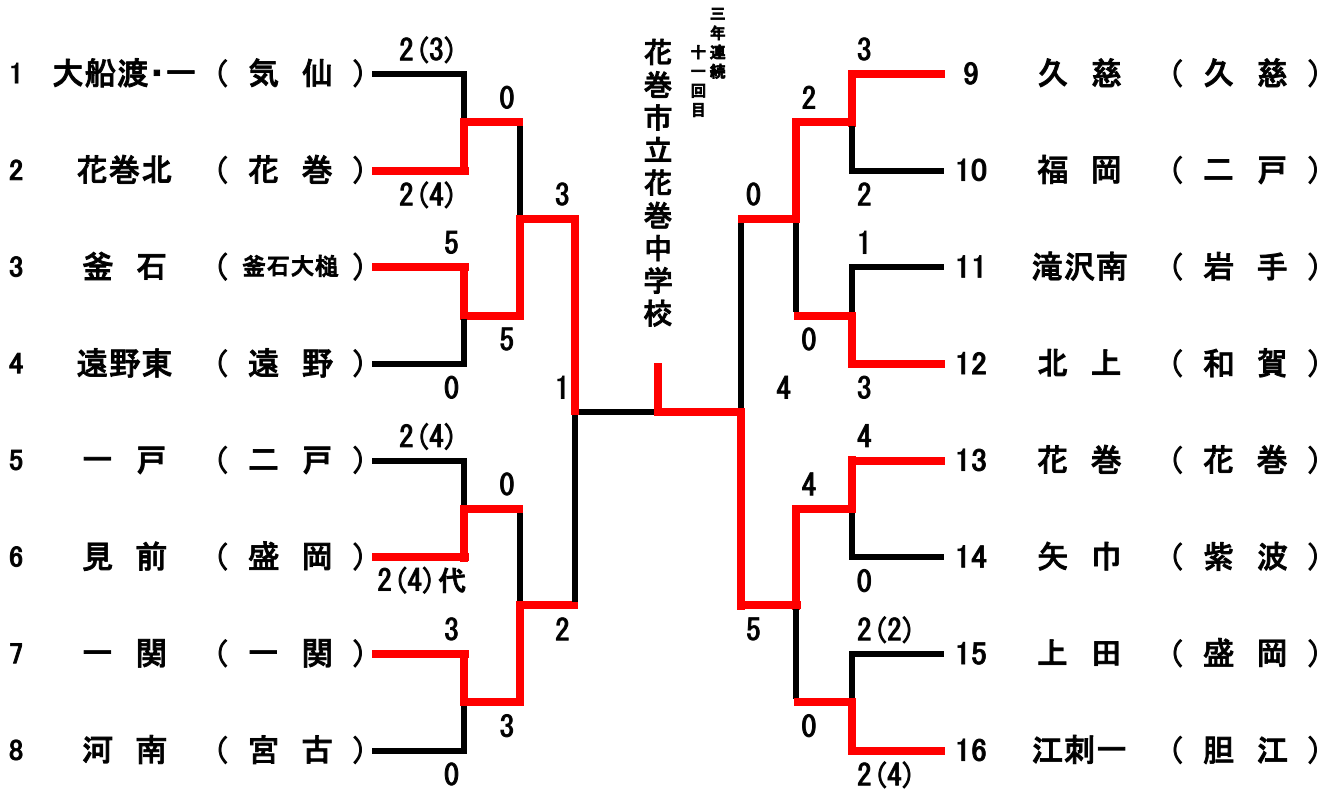 三年連続
十一回目
花巻市立花巻中学校
1 大船渡・一 ( 気 仙 ) 2(3)
0
2 花巻北 ( 花 巻 ) 2(4)
3
3 釜 石 ( 釜石大槌 ) 5
5
4 遠野東 ( 遠 野 ) 0
1
5 一 戸 ( 二 戸 ) 2(4)
0
6 見 前 ( 盛 岡 ) 2(4)代
2
7 一 関 ( 一 関 ) 3
3
8 河 南 ( 宮 古 ) 0
3 9 久 慈 ( 久 慈 )
2
2 10 福 岡 ( 二 戸 )
0
1 11 滝沢南 ( 岩 手 )
0
3 12 北 上 ( 和 賀 )
4
4 13 花 巻 ( 花 巻 )
4
0 14 矢 巾 ( 紫 波 )
5
2(2) 15 上 田 ( 盛 岡 )
0
2(4) 16 江刺一 ( 胆 江 )